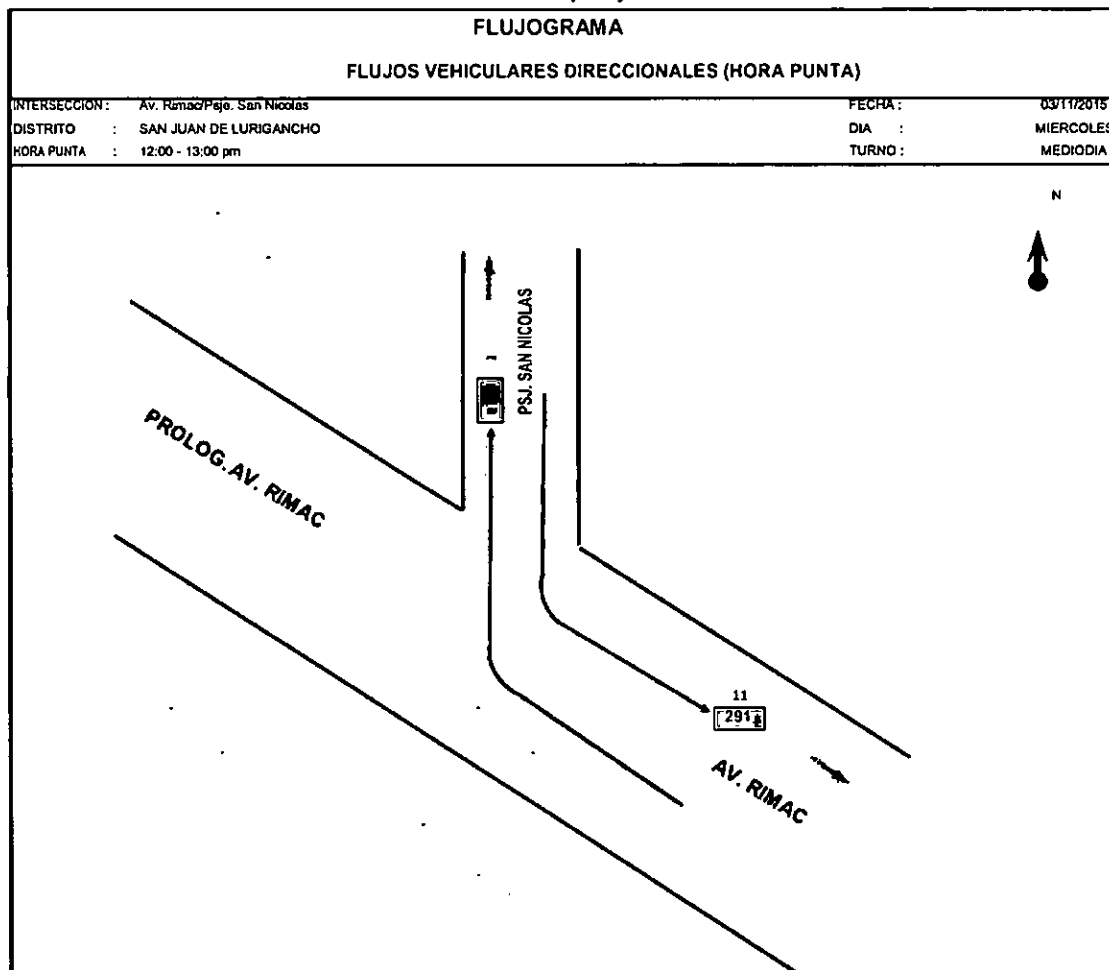 FLUJOGRAMA
FLUJOS VEHICULARES DIRECCIONALES (HORA PUNTA)
INTERSECCION : Av. Rimac/Psje. San Nicolas FECHA : 03/11/2015
DISTRITO : SAN JUAN DE LURIGANCHO DIA : MIERCOLES
HORA PUNTA : 12:00 - 13:00 pm TURNO : MEDIODIA
N
PSJ. SAN NICOLAS
PROLOG. AV. RIMAC
11
291
AV. RIMAC